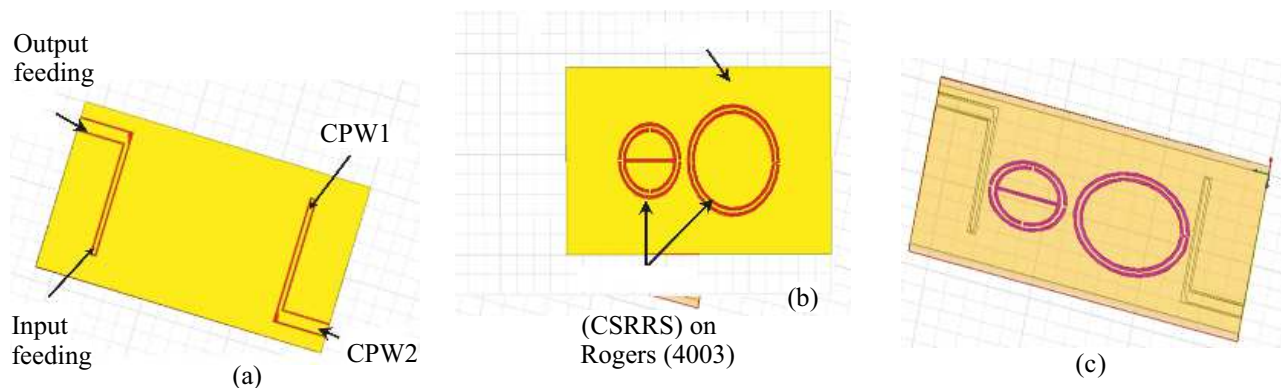 Output
feeding
CPW1
Input
feeding
CPW2
(a)
(b)
(CSRRS) on
Rogers (4003)
(c)